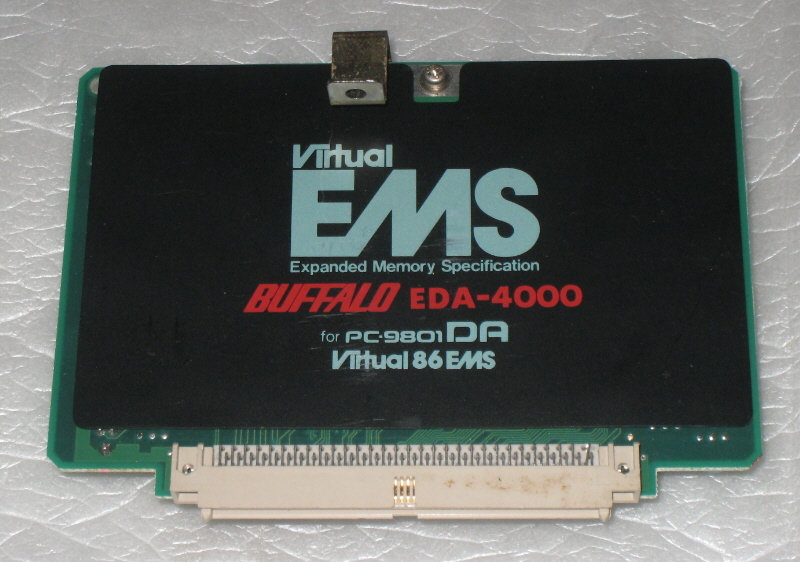 Virtual
EMS
Expanded Memory Specification
BUFFALO EDA-4000
for PC-9801DA
Virtual 86 EMS